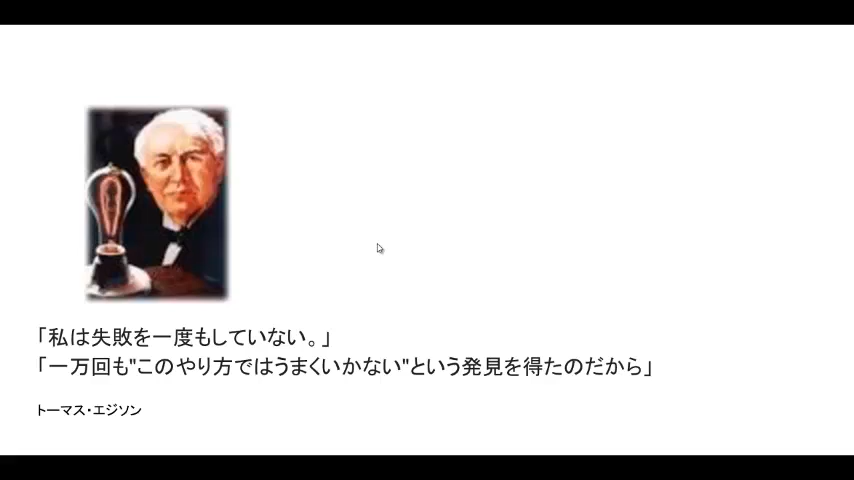 「私は失敗を一度もしていない。」
「一万回も"このやり方ではうまくいかない"という発見を得たのだから」
トーマス・エジソン